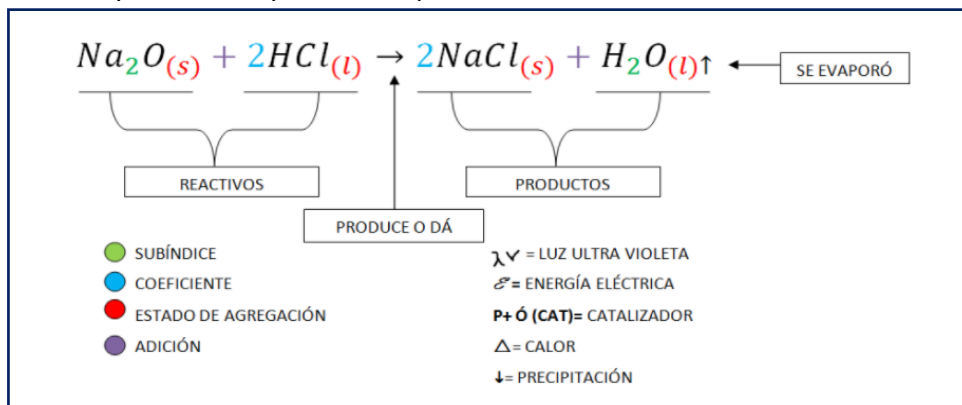 Na₂O(s) + 2HCl(l) → 2NaCl(s) + H₂O(l)↑
SE EVAPORÓ
REACTIVOS
PRODUCTOS
PRODUCE O DÁ
SUBÍNDICE
COEFICIENTE
ESTADO DE AGREGACIÓN
ADICIÓN
= LUZ ULTRA VIOLETA
ℰ= ENERGÍA ELÉCTRICA
P+ Ó (CAT)= CATALIZADOR
△= CALOR
↓= PRECIPITACIÓN